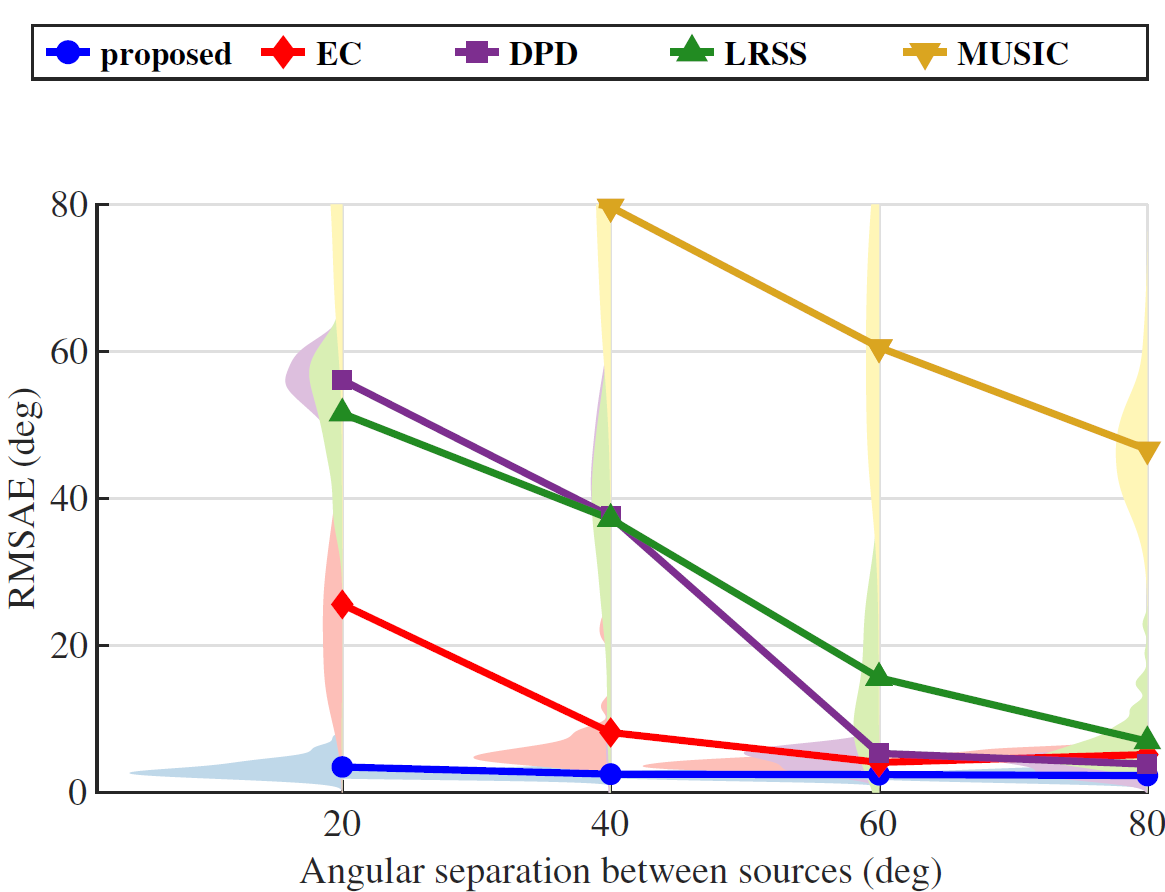 proposed EC DPD LRSS MUSIC
80
60
40
20
0
RMSAE (deg)
20 40 60 80
Angular separation between sources (deg)